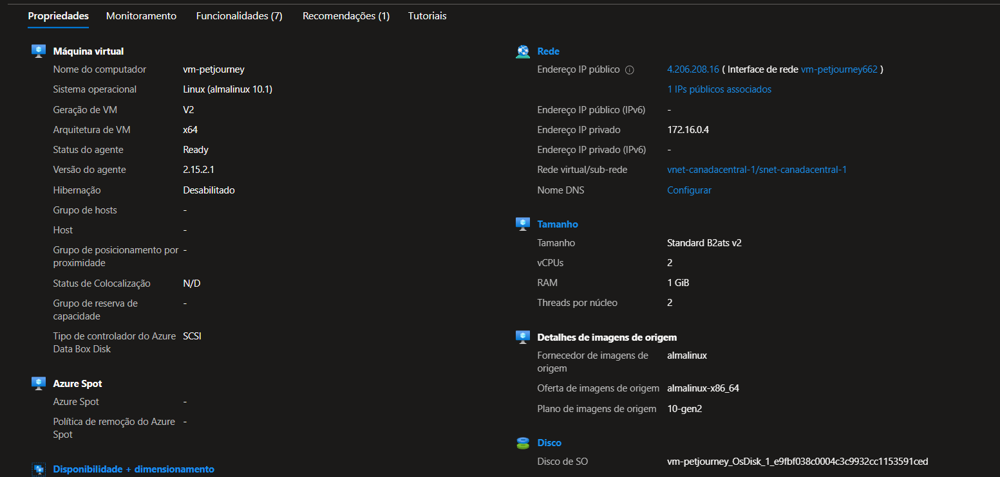 Propriedades Monitoramento Funcionalidades (7) Recomendações (1) Tutoriais
Máquina virtual
Nome do computador vm-petjourney
Sistema operacional Linux (almalinux 10.1)
Geração de VM V2
Arquitetura de VM x64
Status do agente Ready
Versão do agente 2.15.2.1
Hibernação Desabilitado
Grupo de hosts -
Host -
Grupo de posicionamento por -
proximidade
Status de Colocalização N/D
Grupo de reserva de -
capacidade
Tipo de controlador do Azure SCSI
Data Box Disk
Azure Spot
Azure Spot -
Política de remoção do Azure -
Spot
Disponibilidade + dimensionamento
Rede
Endereço IP público 4.206.208.16 ( Interface de rede vm-petjourney662 )
1 IPs públicos associados
Endereço IP público (IPv6) -
Endereço IP privado 172.16.0.4
Endereço IP privado (IPv6) -
Rede virtual/sub-rede vnet-canadacentral-1/snet-canadacentral-1
Nome DNS Configurar
Tamanho
Tamanho Standard B2ats v2
vCPUs 2
RAM 1 GiB
Threads por núcleo 2
Detalhes de imagens de origem
Fornecedor de imagens de almalinux
origem
Oferta de imagens de origem almalinux-x86_64
Plano de imagens de origem 10-gen2
Disco
Disco de SO vm-petjourney_OsDisk_1_e9fbf038c0004c3c9932cc1153591ced